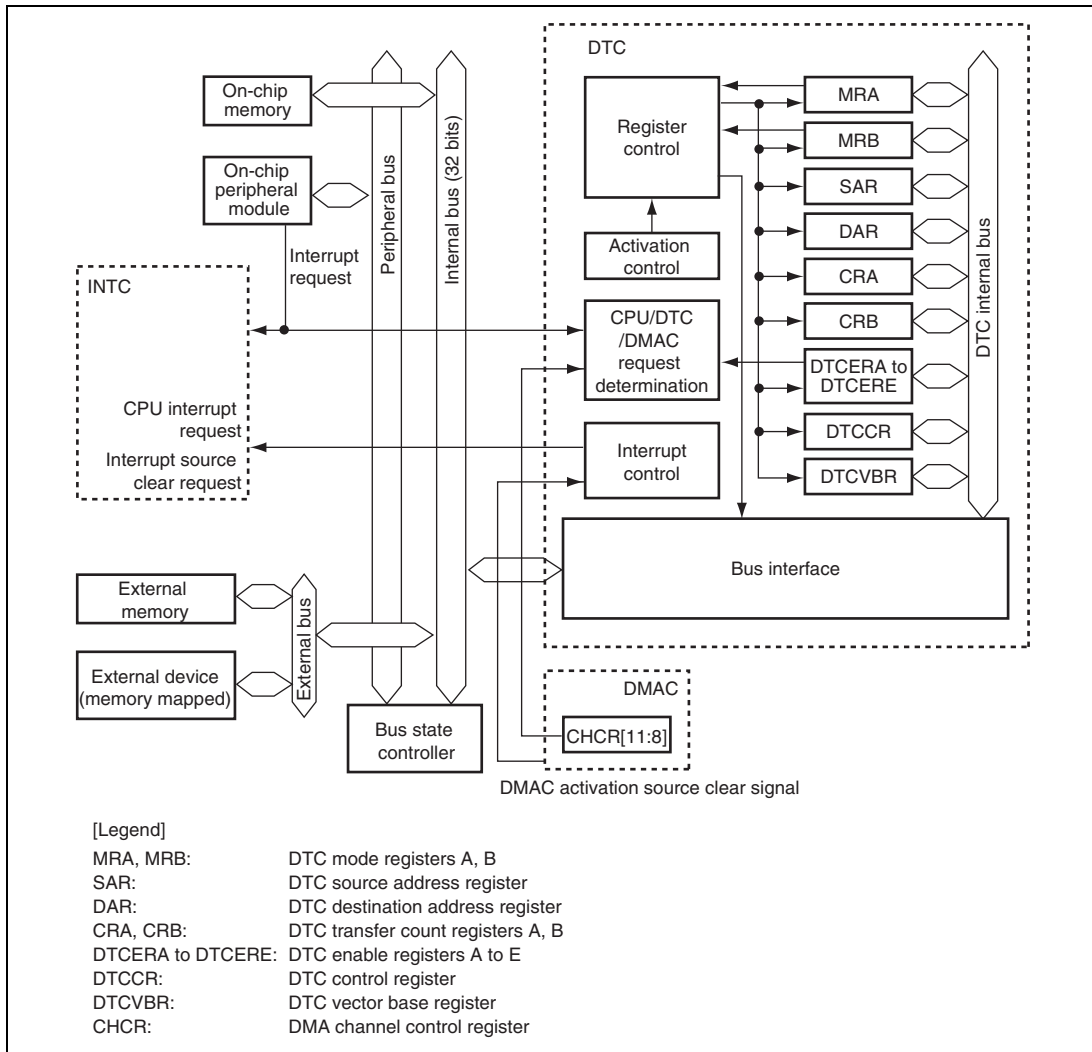 DTC
On-chip
memory
On-chip
peripheral
module
Interrupt
request
Peripheral bus
Internal bus (32 bits)
INTC
CPU interrupt
request
Interrupt source
clear request
External
memory
External device
(memory mapped)
External bus
Bus state
controller
Register
control
Activation
control
CPU/DTC
/DMAC
request
determination
Interrupt
control
MRA
MRB
SAR
DAR
CRA
CRB
DTCERA to
DTCERE
DTCCR
DTCVBR
DTC internal bus
Bus interface
DMAC
CHCR[11:8]
DMAC activation source clear signal
[Legend]
MRA, MRB: DTC mode registers A, B
SAR: DTC source address register
DAR: DTC destination address register
CRA, CRB: DTC transfer count registers A, B
DTCERA to DTCERE: DTC enable registers A to E
DTCCR: DTC control register
DTCVBR: DTC vector base register
CHCR: DMA channel control register